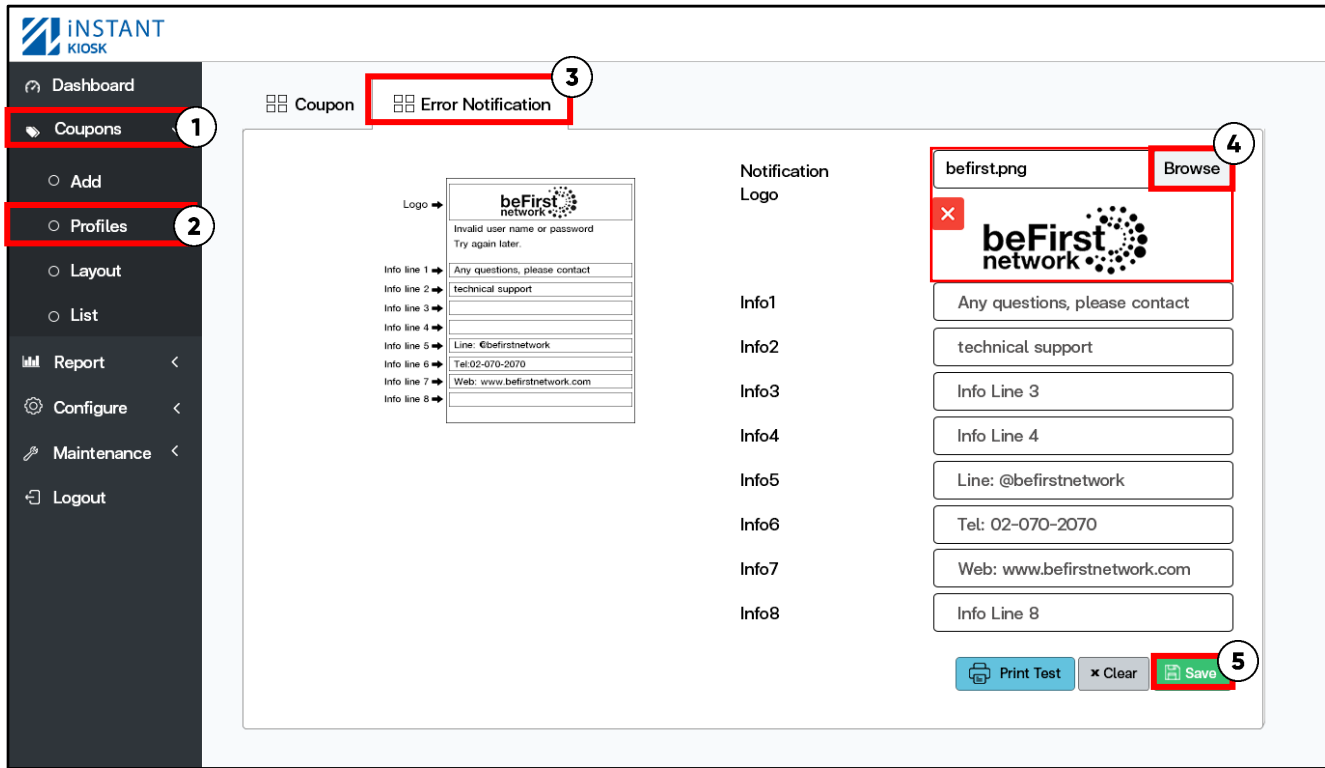 iNSTANT
KIOSK
Dashboard
Coupons
1
Add
Profiles
2
Layout
List
Report
Configure
Maintenance
Logout
Coupon
Error Notification
3
Logo
beFirst
network
Invalid user name or password
Try again later.
Info line 1 Any questions, please contact
Info line 2 technical support
Info line 3
Info line 4
Info line 5 Line: @befirstnetwork
Info line 6 Tel:02-070-2070
Info line 7 Web: www.befirstnetwork.com
Info line 8
Notification
Logo
befirst.png
Browse
4
beFirst
network
Info1 Any questions, please contact
Info2 technical support
Info3 Info Line 3
Info4 Info Line 4
Info5 Line: @befirstnetwork
Info6 Tel: 02-070-2070
Info7 Web: www.befirstnetwork.com
Info8 Info Line 8
Print Test
× Clear
Save
5